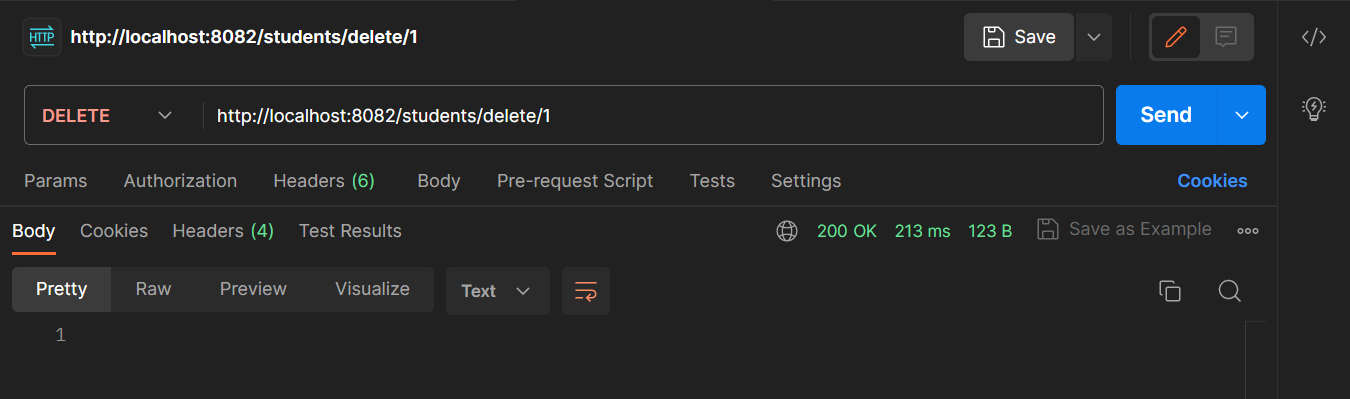 HTTP http://localhost:8082/students/delete/1 Save
DELETE http://localhost:8082/students/delete/1 Send
Params Authorization Headers (6) Body Pre-request Script Tests Settings Cookies
Body Cookies Headers (4) Test Results 200 OK 213 ms 123 B Save as Example
Pretty Raw Preview Visualize Text
1